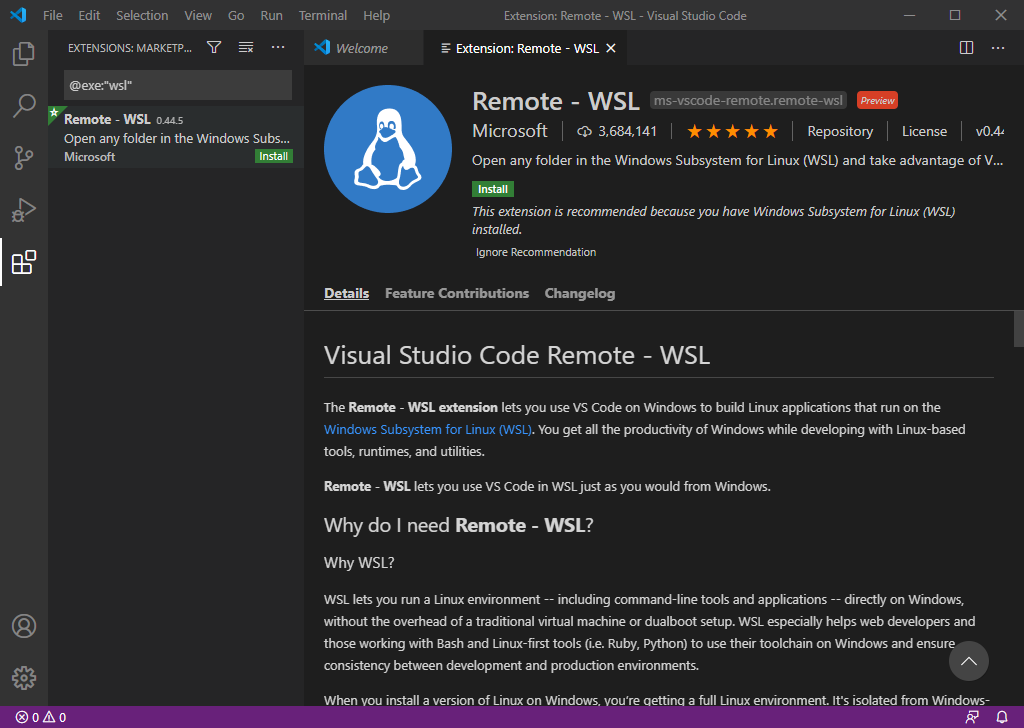 File Edit Selection View Go Run Terminal Help
Extension: Remote - WSL - Visual Studio Code
EXTENSIONS: MARKETP...
@exe:"wsl"
Remote - WSL 0.44.5
Open any folder in the Windows Subs...
Microsoft
Install
Welcome
Extension: Remote - WSL
Remote - WSL ms-vscode-remote.remote-wsl Preview
Microsoft 3,684,141 Repository License v0.44
Open any folder in the Windows Subsystem for Linux (WSL) and take advantage of V...
Install
This extension is recommended because you have Windows Subsystem for Linux (WSL)
installed.
Ignore Recommendation
Details Feature Contributions Changelog
Visual Studio Code Remote - WSL
The Remote - WSL extension lets you use VS Code on Windows to build Linux applications that run on the
Windows Subsystem for Linux (WSL). You get all the productivity of Windows while developing with Linux-based
tools, runtimes, and utilities.
Remote - WSL lets you use VS Code in WSL just as you would from Windows.
Why do I need Remote - WSL?
Why WSL?
WSL lets you run a Linux environment -- including command-line tools and applications -- directly on Windows,
without the overhead of a traditional virtual machine or dualboot setup. WSL especially helps web developers and
those working with Bash and Linux-first tools (i.e. Ruby, Python) to use their toolchain on Windows and ensure
consistency between development and production environments.
When you install a version of Linux on Windows, you're getting a full Linux environment. It's isolated from Windows-
0 0